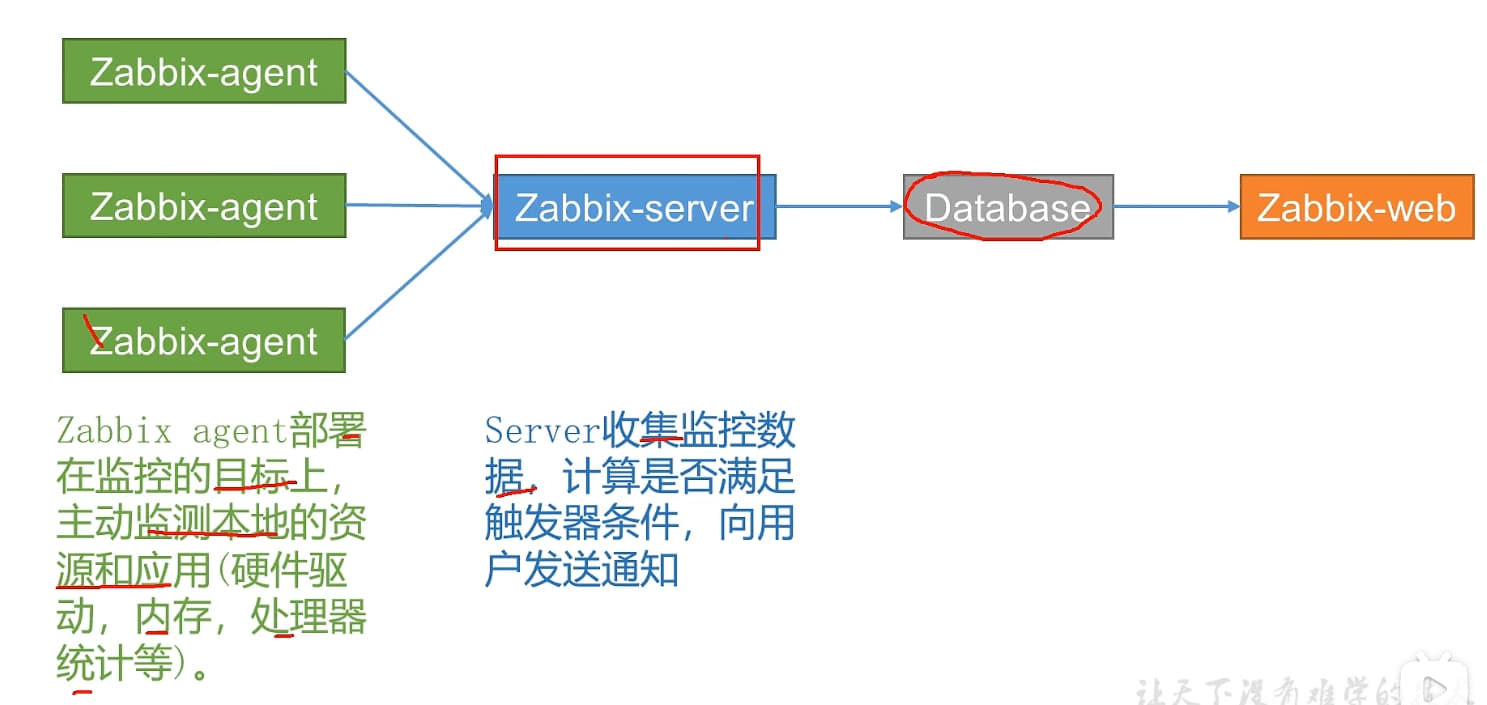 Zabbix-agent
Zabbix-agent
Zabbix-agent
Zabbix-server
Database
Zabbix-web
Zabbix agent部署
在监控的目标上，
主动监测本地的资
源和应用(硬件驱
动，内存，处理器
统计等)。
Server收集监控数
据，计算是否满足
触发器条件，向用
户发送通知
让天下没有难学的